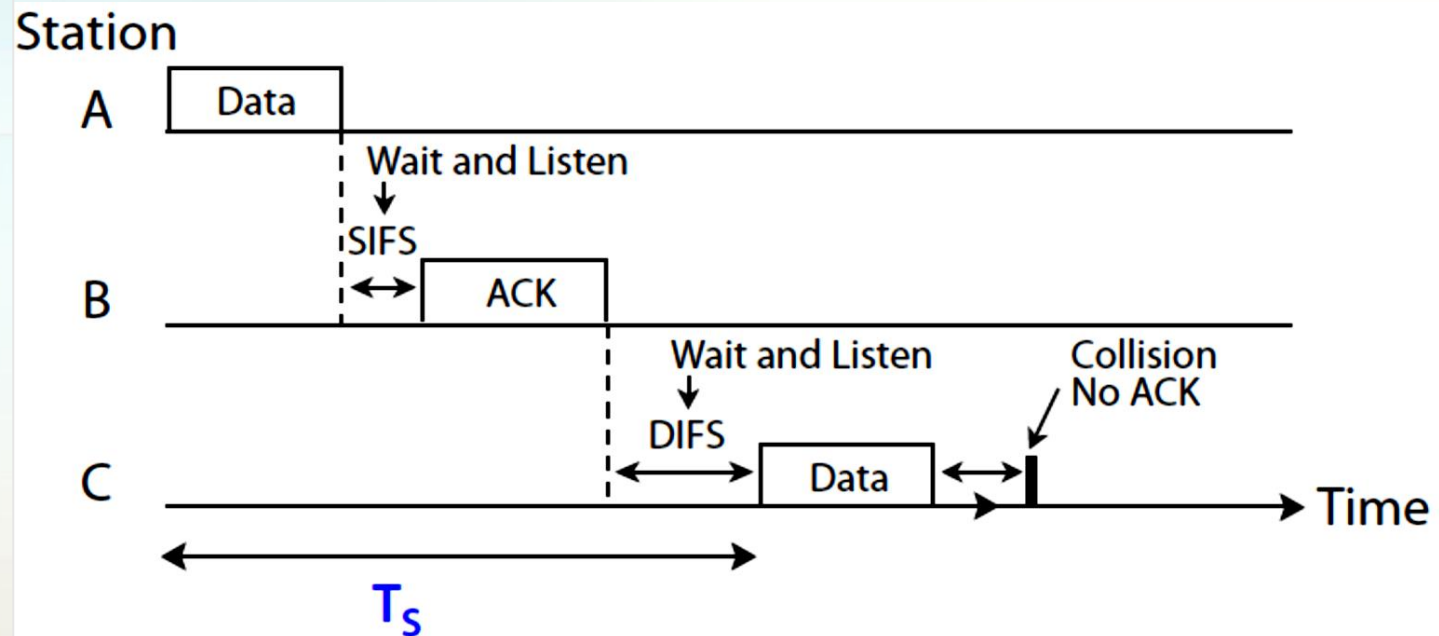 Station
A
Data
Wait and Listen
SIFS
B
ACK
Wait and Listen
DIFS
Collision
No ACK
C
Data
Time
Ts